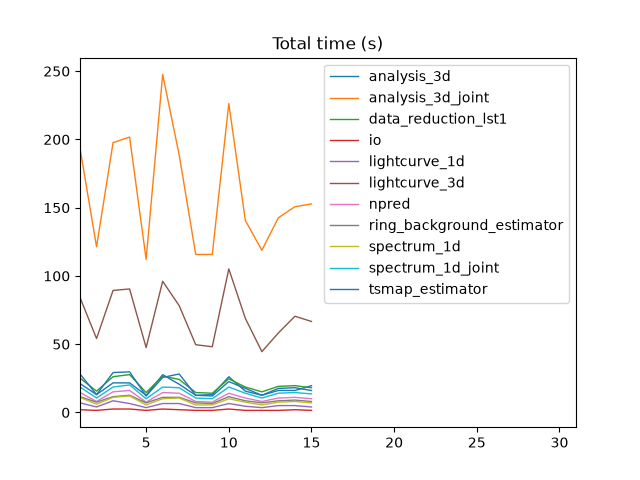 Total time (s)
250
200
150
100
50
0
5
10
15
20
25
30
analysis_3d
analysis_3d_joint
data_reduction_lst1
io
lightcurve_1d
lightcurve_3d
npred
ring_background_estimator
spectrum_1d
spectrum_1d_joint
tsmap_estimator